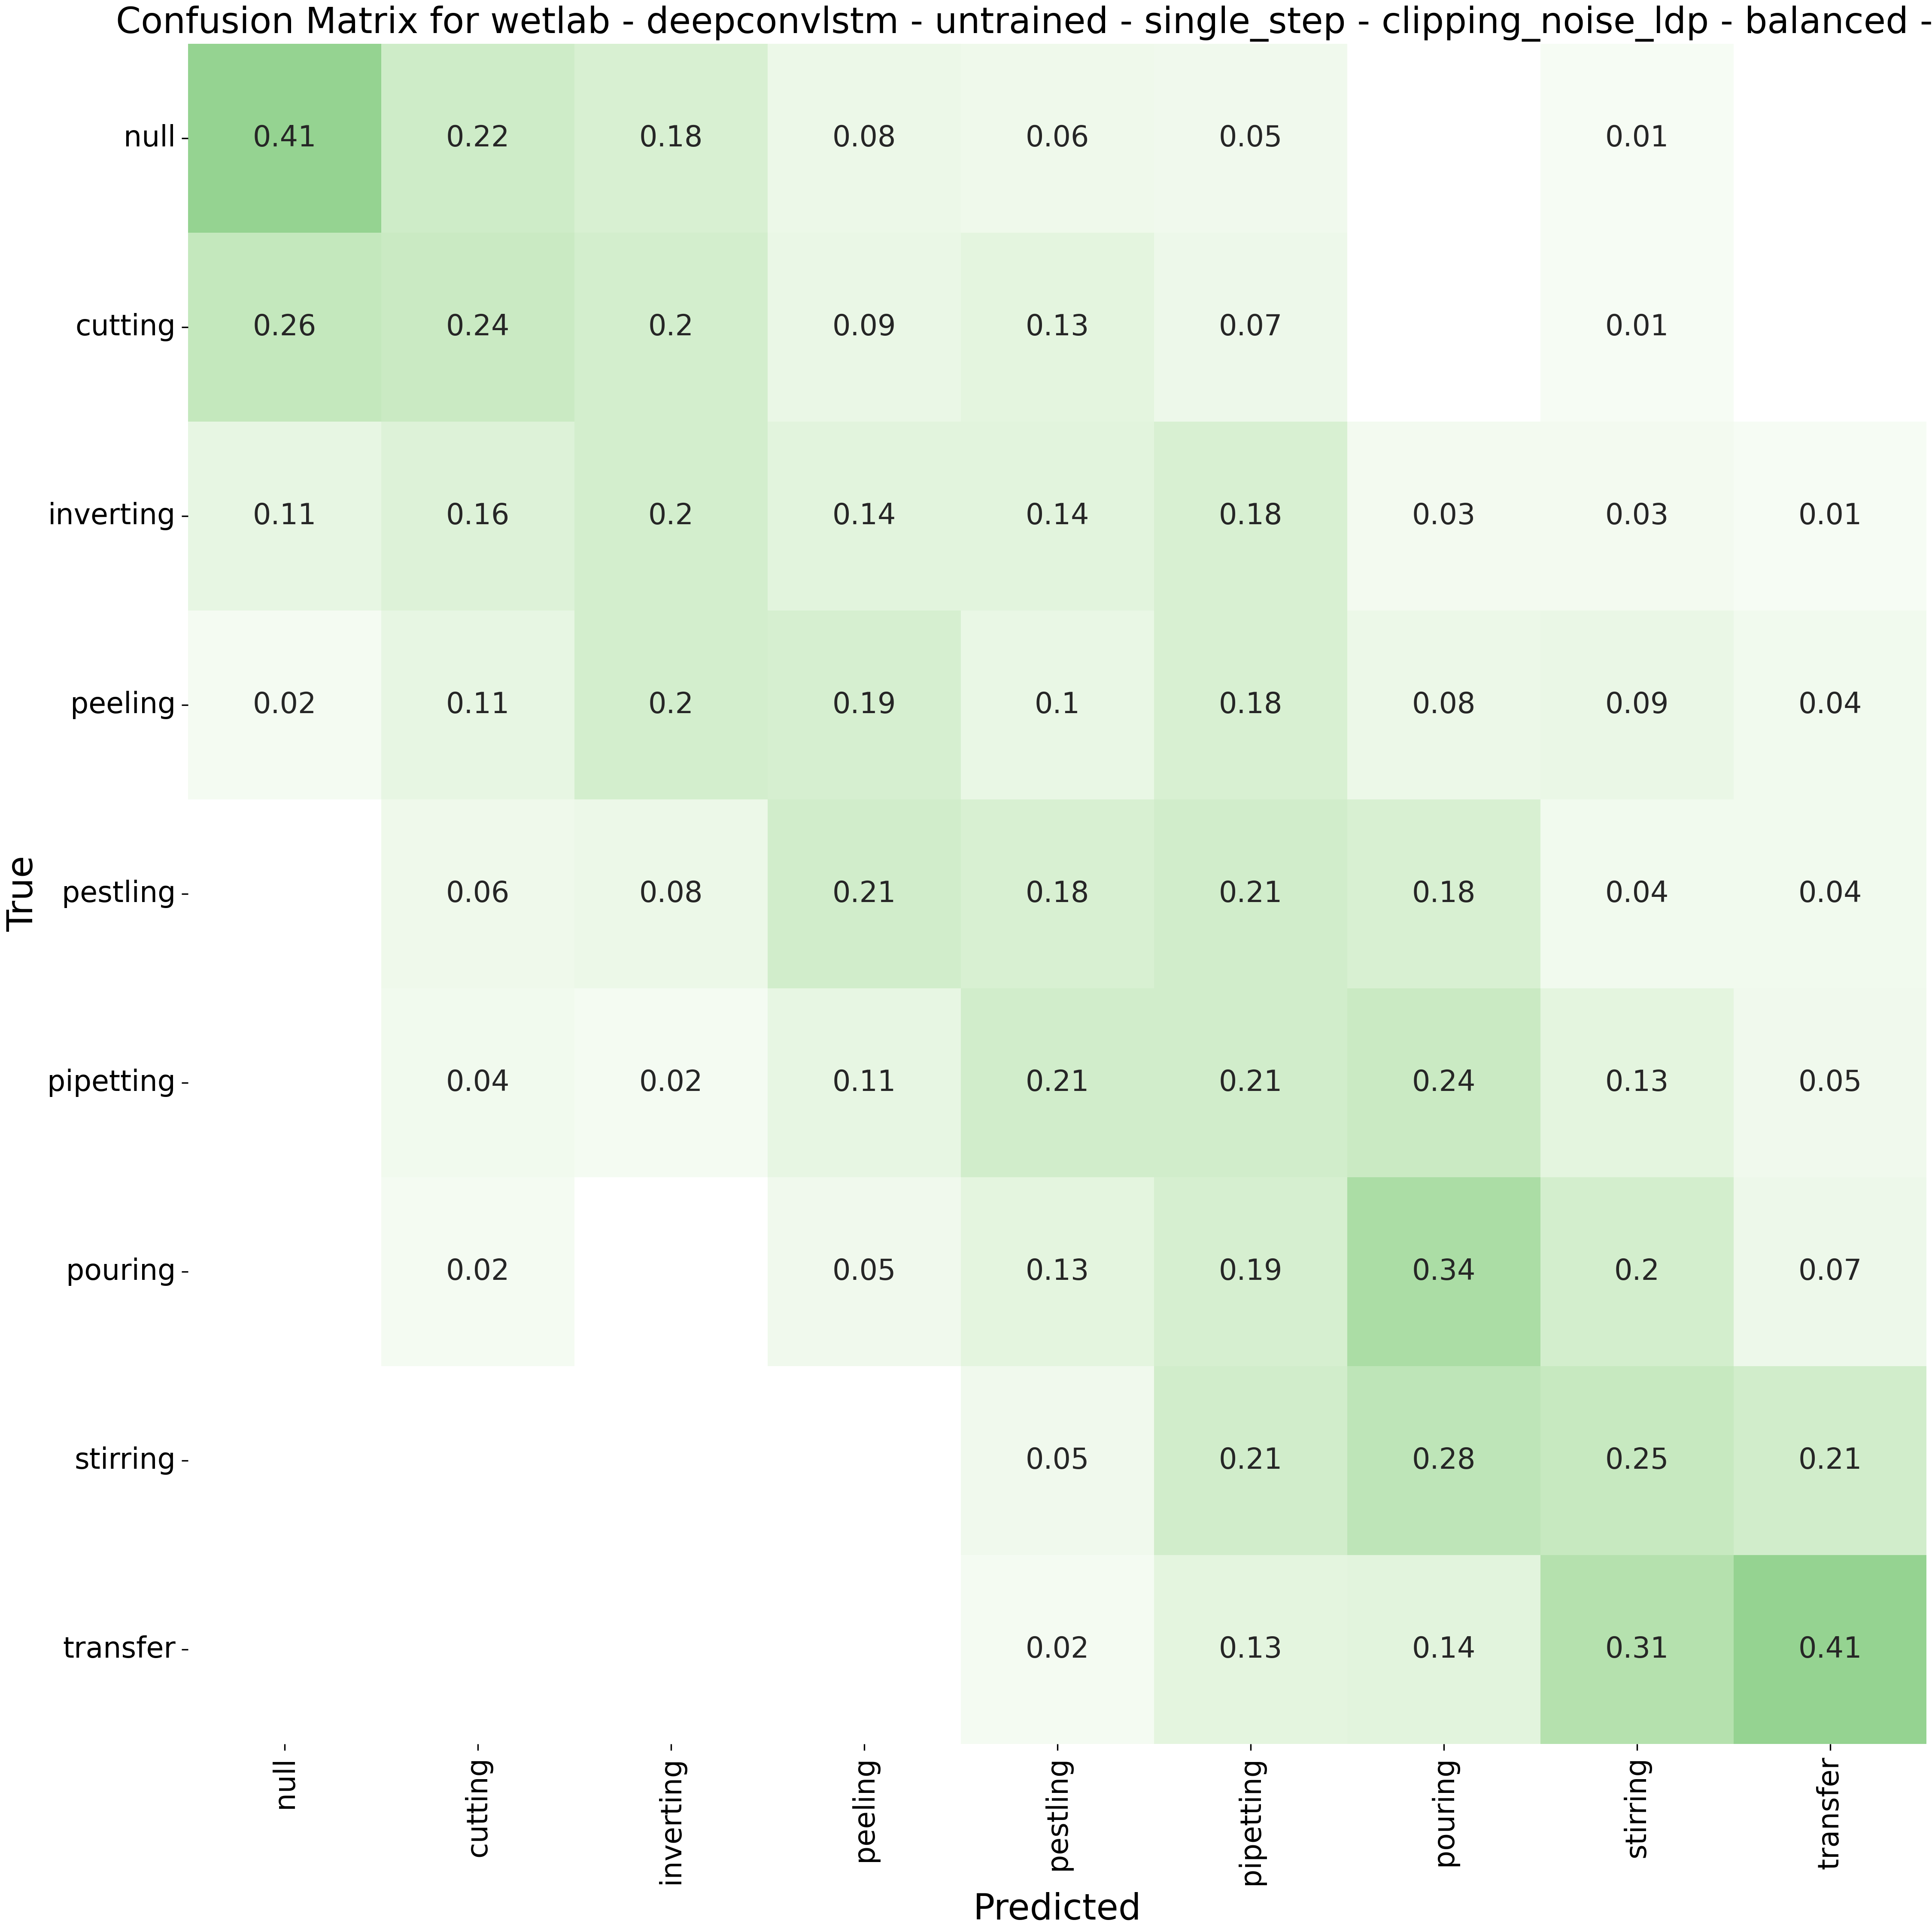 Confusion Matrix for wetlab - deepconvlstm - untrained - single_step - clipping_noise_ldp - balanced -
null 0.41 0.22 0.18 0.08 0.06 0.05 0.01
cutting 0.26 0.24 0.2 0.09 0.13 0.07 0.01
inverting 0.11 0.16 0.2 0.14 0.14 0.18 0.03 0.03 0.01
peeling 0.02 0.11 0.2 0.19 0.1 0.18 0.08 0.09 0.04
pestling 0.06 0.08 0.21 0.18 0.21 0.18 0.04 0.04
pipetting 0.04 0.02 0.11 0.21 0.21 0.24 0.13 0.05
pouring 0.02 0.05 0.13 0.19 0.34 0.2 0.07
stirring 0.05 0.21 0.28 0.25 0.21
transfer 0.02 0.13 0.14 0.31 0.41
True
null cutting inverting peeling pestling pipetting pouring stirring transfer
Predicted